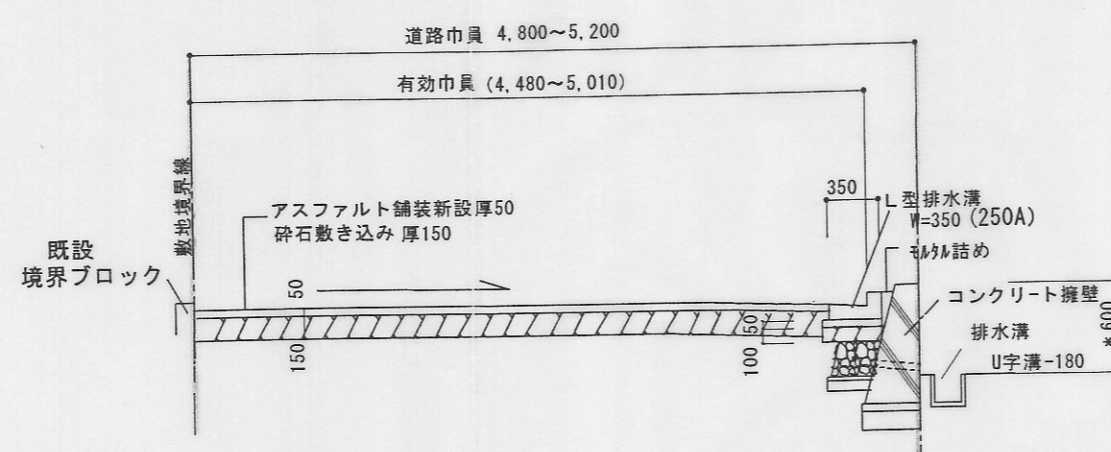 道路巾員 4,800〜5,200
有効巾員 (4,480〜5,010)
敷地境界線
既設
境界ブロック
アスファルト舗装新設厚50
砕石敷き込み 厚150
50
150
350
L型排水溝
W=350 (250A)
ﾓﾙﾀﾙ詰め
コンクリート擁壁
排水溝
U字溝-180
*600
50
100